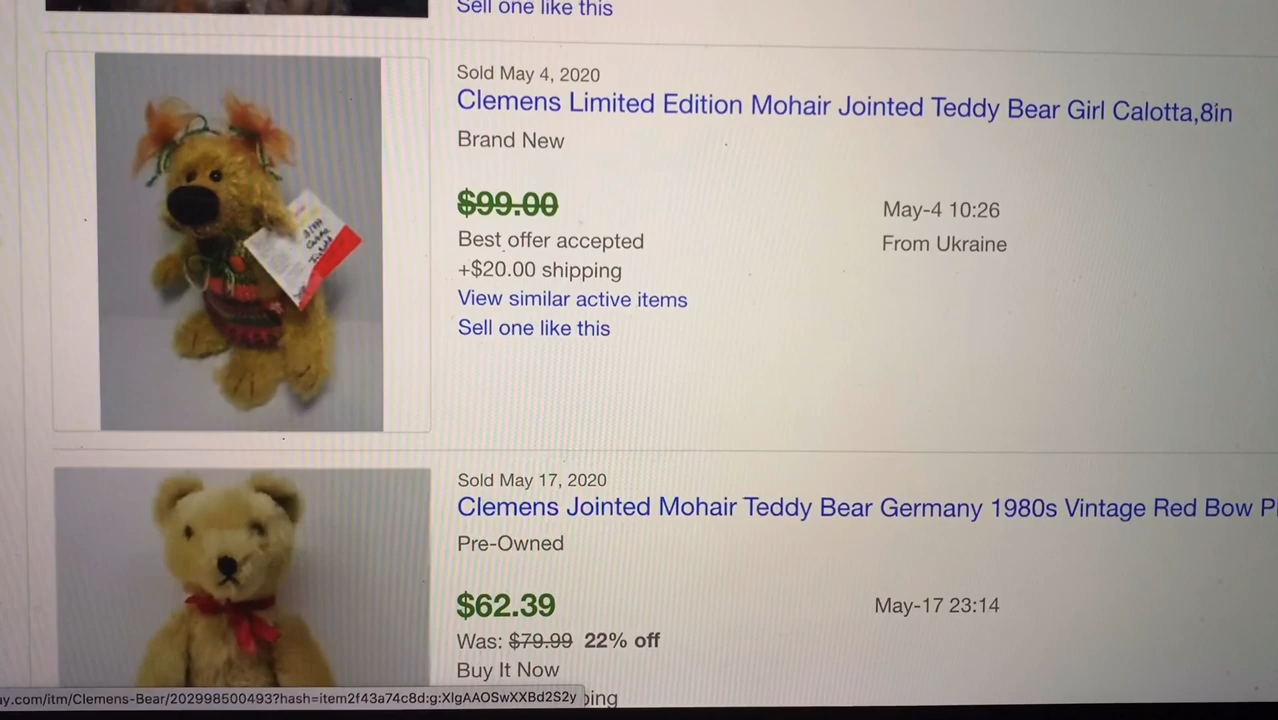 Sell one like this
Sold May 4, 2020
Clemens Limited Edition Mohair Jointed Teddy Bear Girl Calotta,8in
Brand New
$99.00
May-4 10:26
Best offer accepted
From Ukraine
+$20.00 shipping
View similar active items
Sell one like this
Sold May 17, 2020
Clemens Jointed Mohair Teddy Bear Germany 1980s Vintage Red Bow
Pre-Owned
$62.39
May-17 23:14
Was: $79.99 22% off
Buy It Now
y.com/itm/Clemens-Bear/202998500493?hash=item2f43a74c8d:g:XIgAAOSwXXBd2S2y